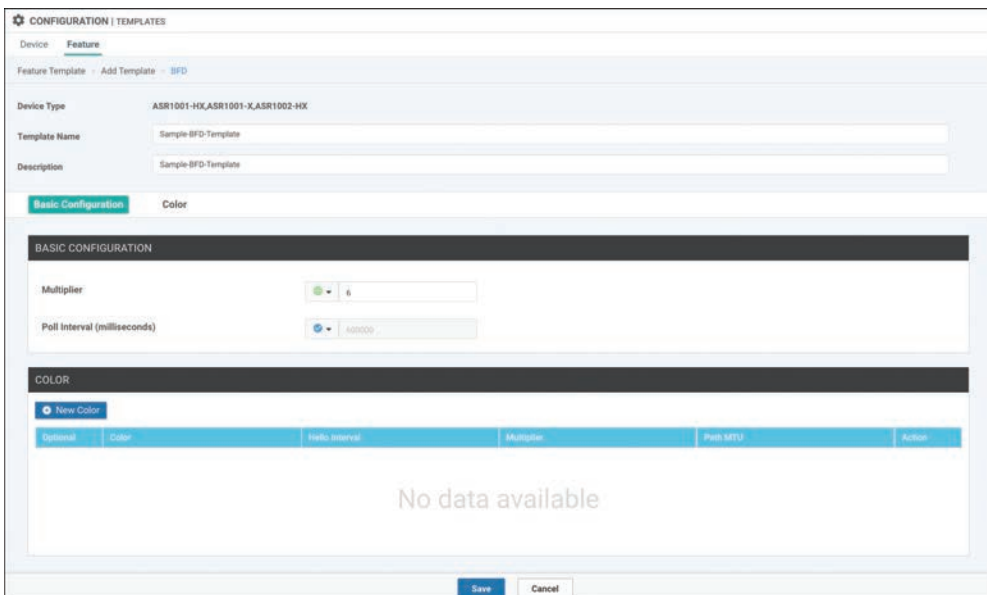 CONFIGURATION | TEMPLATES
Device Feature
Feature Template Add Template BFD
Device Type ASR1001-HX,ASR1001-X,ASR1002-HX
Template Name Sample-BFD-Template
Description Sample-BFD-Template
Basic Configuration Color
BASIC CONFIGURATION
Multiplier 6
Poll Interval (milliseconds) 600000
COLOR
New Color
Optional Color Hello Interval Multiplier Path MTU Action
No data available
Save Cancel